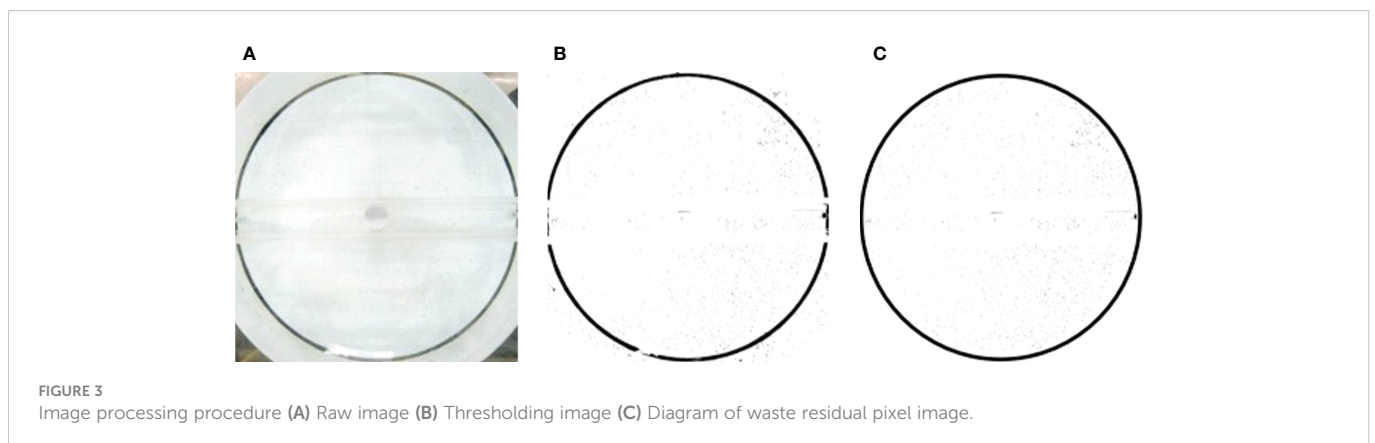 A B C
FIGURE 3
Image processing procedure (A) Raw image (B) Thresholding image (C) Diagram of waste residual pixel image.